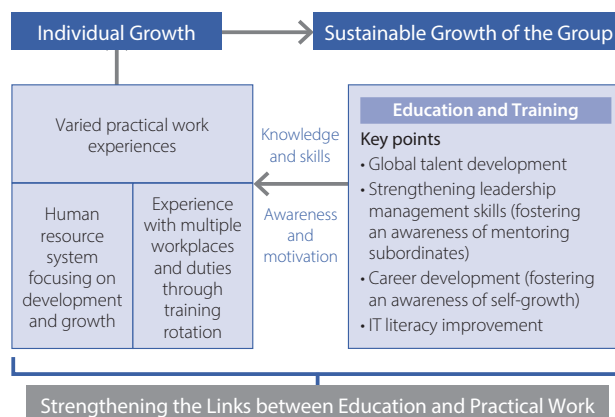 Individual Growth
Sustainable Growth of the Group
Varied practical work
experiences
Human
resource
system
focusing on
development
and growth
Experience
with multiple
workplaces
and duties
through
training
rotation
Knowledge
and skills
Awareness
and
motivation
Education and Training
Key points
• Global talent development
• Strengthening leadership
management skills (fostering
an awareness of mentoring
subordinates)
• Career development (fostering
an awareness of self-growth)
• IT literacy improvement
Strengthening the Links between Education and Practical Work